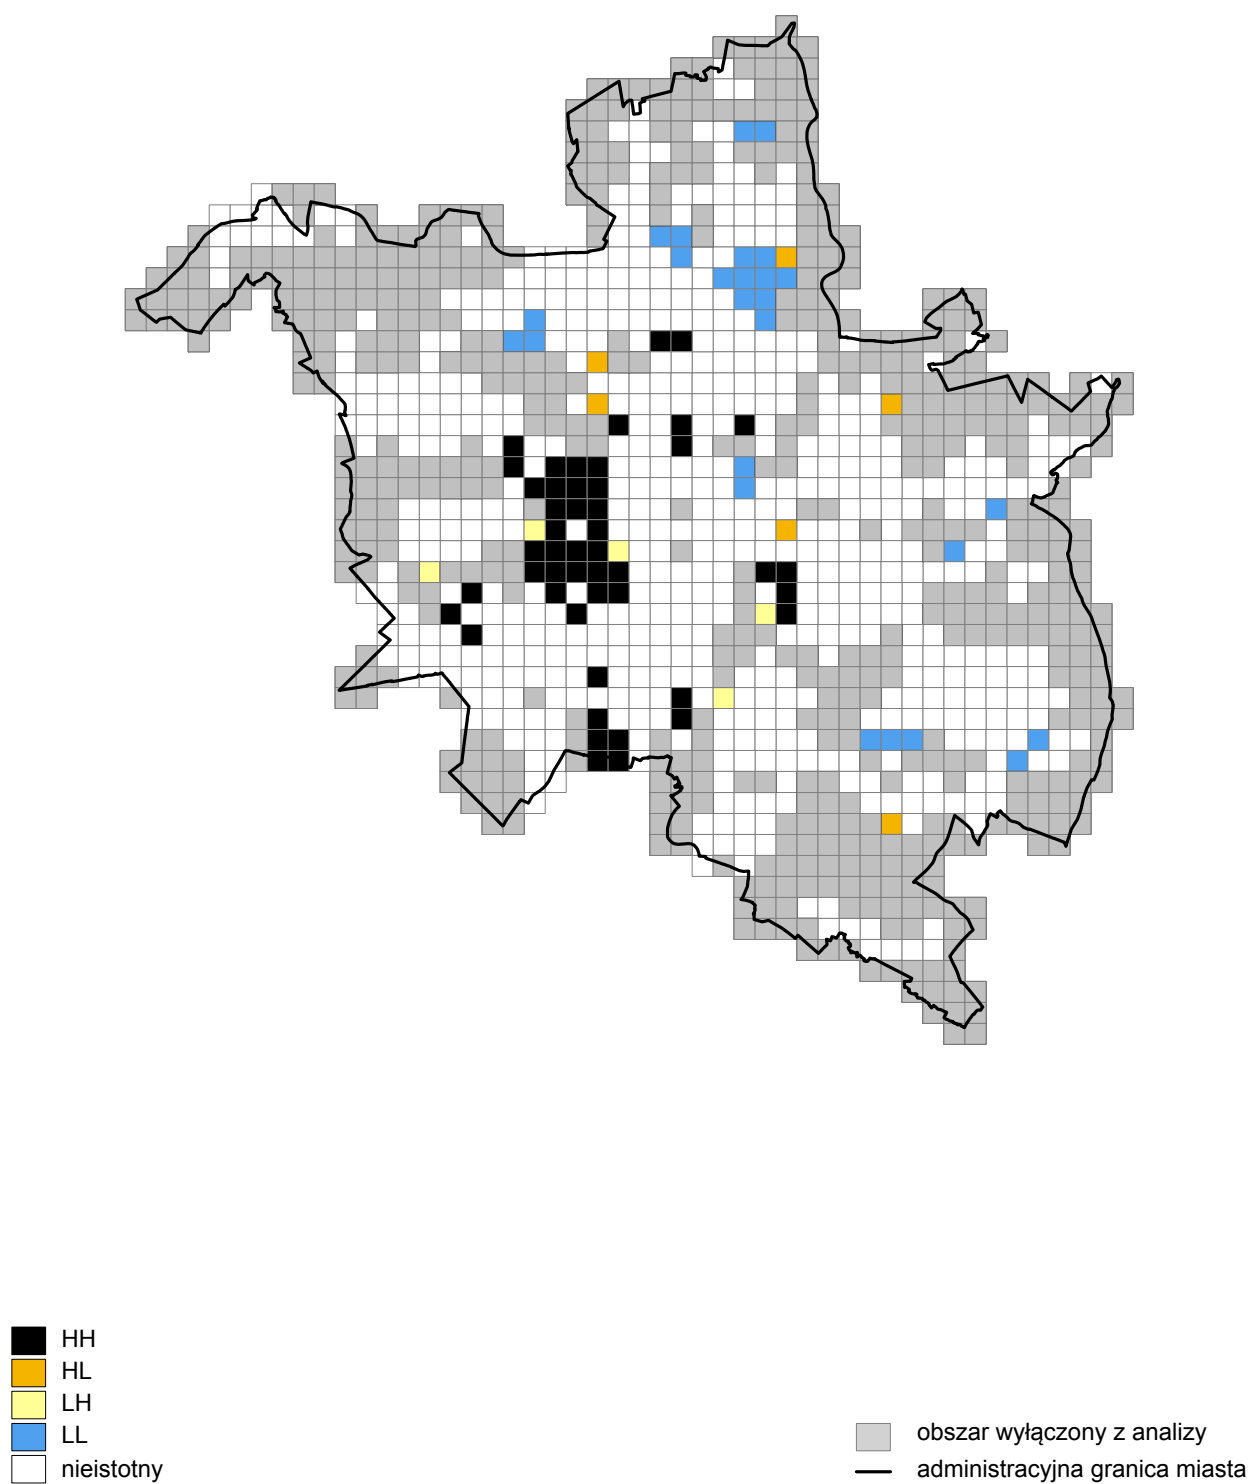 HH
HL
LH
LL
nieistotny
obszar wyłączony z analizy
administracyjna granica miasta